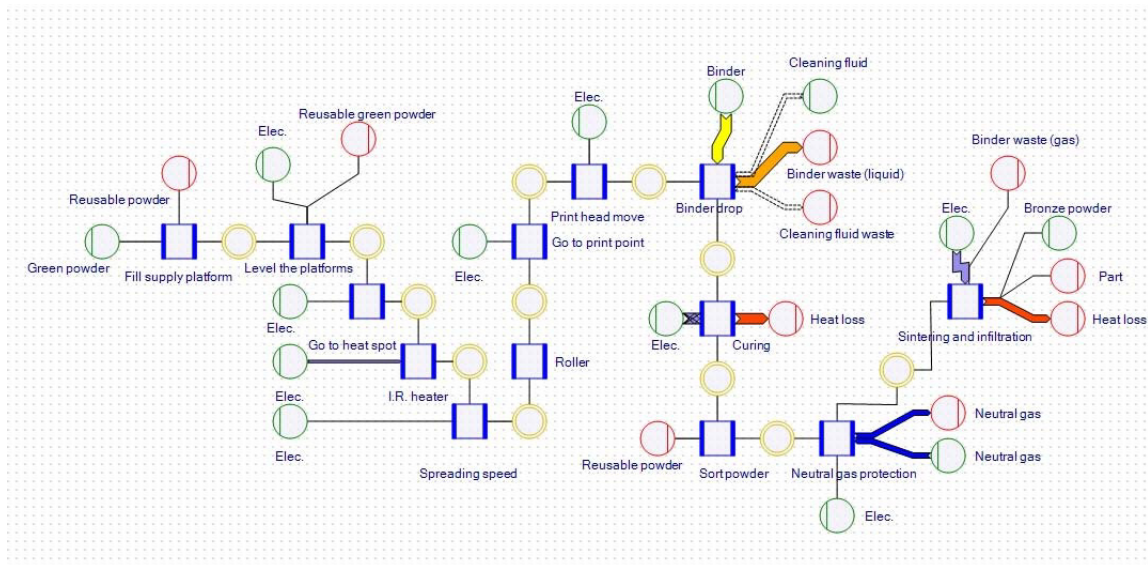 Cleaning fluid
Binder
Elec.
Reusable green powder
Elec.
Binder waste (gas)
Binder waste (liquid)
Reusable powder
Elec.
Bronze powder
Print head move
Binder drop
Cleaning fluid waste
Go to print point
Green powder
Fill supply platform
Level the platforms
Elec.
Part
Elec.
Heat loss
Heat loss
Go to heat spot
Elec.
Curing
Sintering and infiltration
Roller
Elec.
I.R. heater
Neutral gas
Elec.
Neutral gas
Spreading speed
Reusable powder
Sort powder
Neutral gas protection
Elec.